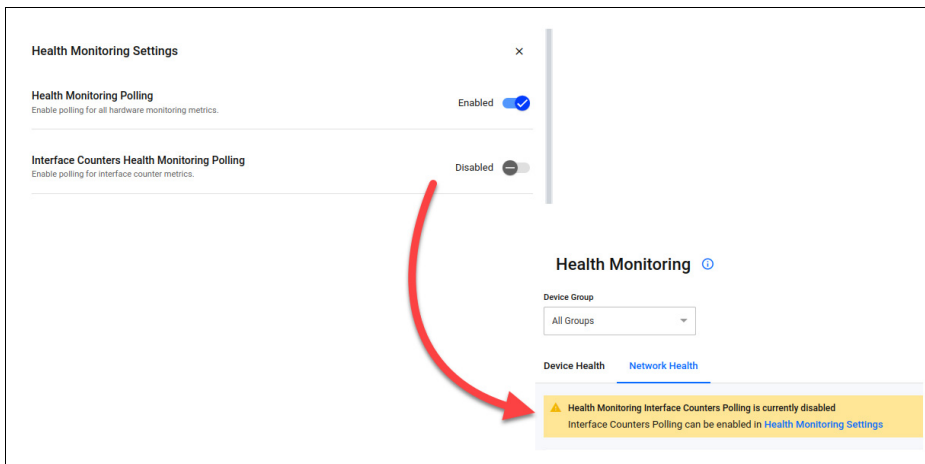 Health Monitoring Settings
Health Monitoring Polling
Enable polling for all hardware monitoring metrics.
Enabled
Interface Counters Health Monitoring Polling
Enable polling for interface counter metrics.
Disabled
Health Monitoring
Device Group
All Groups
Device Health Network Health
Health Monitoring Interface Counters Polling is currently disabled
Interface Counters Polling can be enabled in Health Monitoring Settings